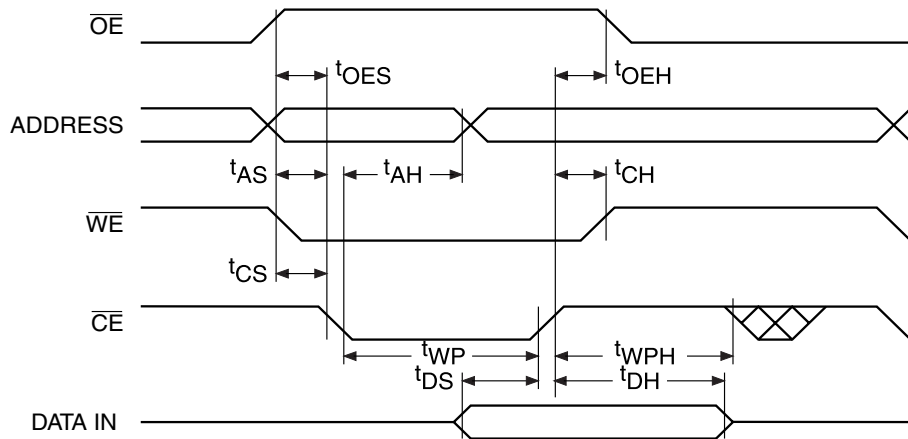 OE
tOES
tOEH
ADDRESS
tAS
tAH
tCH
WE
tCS
CE
tWP
tWPH
tDS
tDH
DATA IN